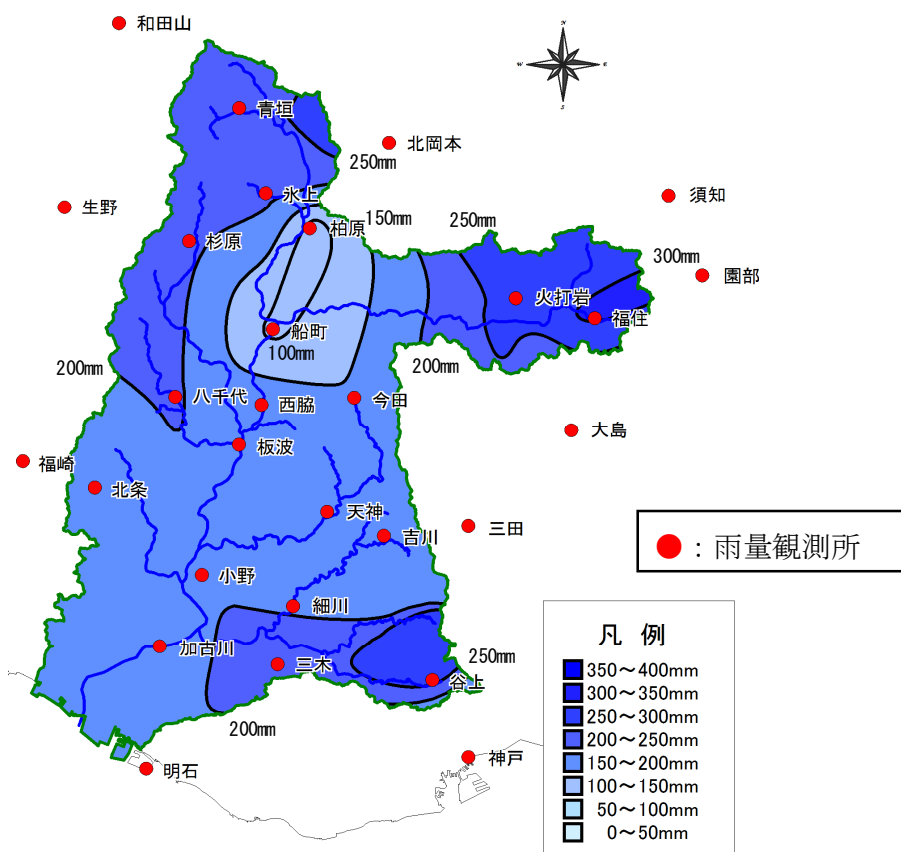 和田山
N
W
E
S
青垣
北岡本
250mm
氷上
須知
生野
150mm
250mm
柏原
杉原
300mm
園部
火打岩
福住
船町
100mm
200mm
200mm
八千代
西脇
今田
大島
板波
福崎
北条
天神
三田
吉川
：雨量観測所
小野
細川
凡 例
加古川
三木
250mm
谷上
350～400mm
300～350mm
250～300mm
200～250mm
150～200mm
100～150mm
50～100mm
0～50mm
200mm
神戸
明石